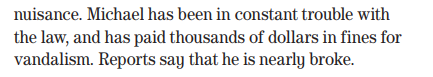 nuisance. Michael has been in constant trouble with
the law, and has paid thousands of dollars in fines for
vandalism. Reports say that he is nearly broke.